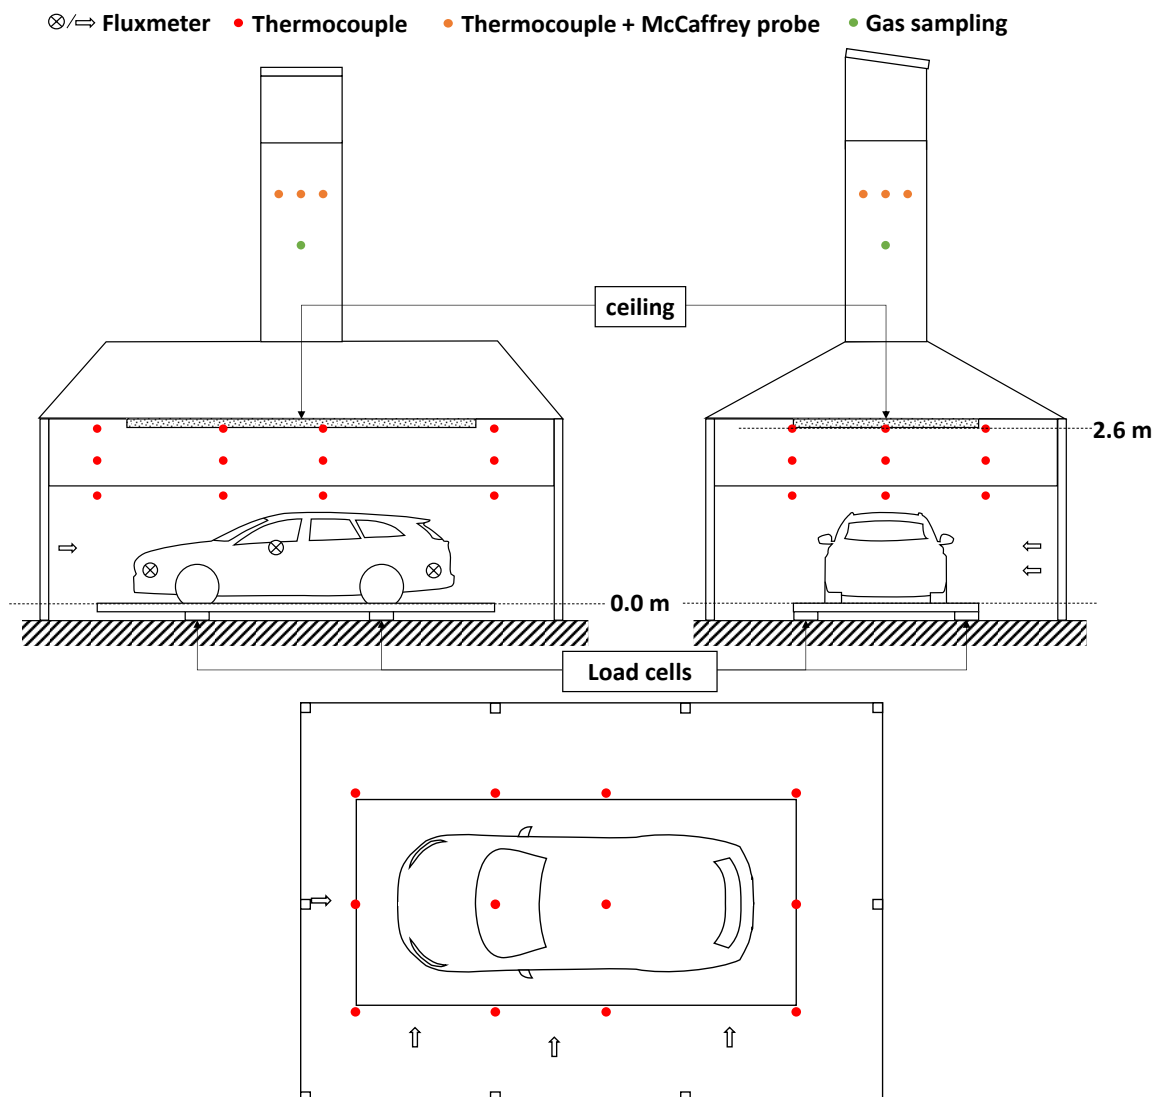 ⊗/⇨ Fluxmeter ● Thermocouple ● Thermocouple + McCaffrey probe ● Gas sampling
ceiling
2.6 m
0.0 m
Load cells